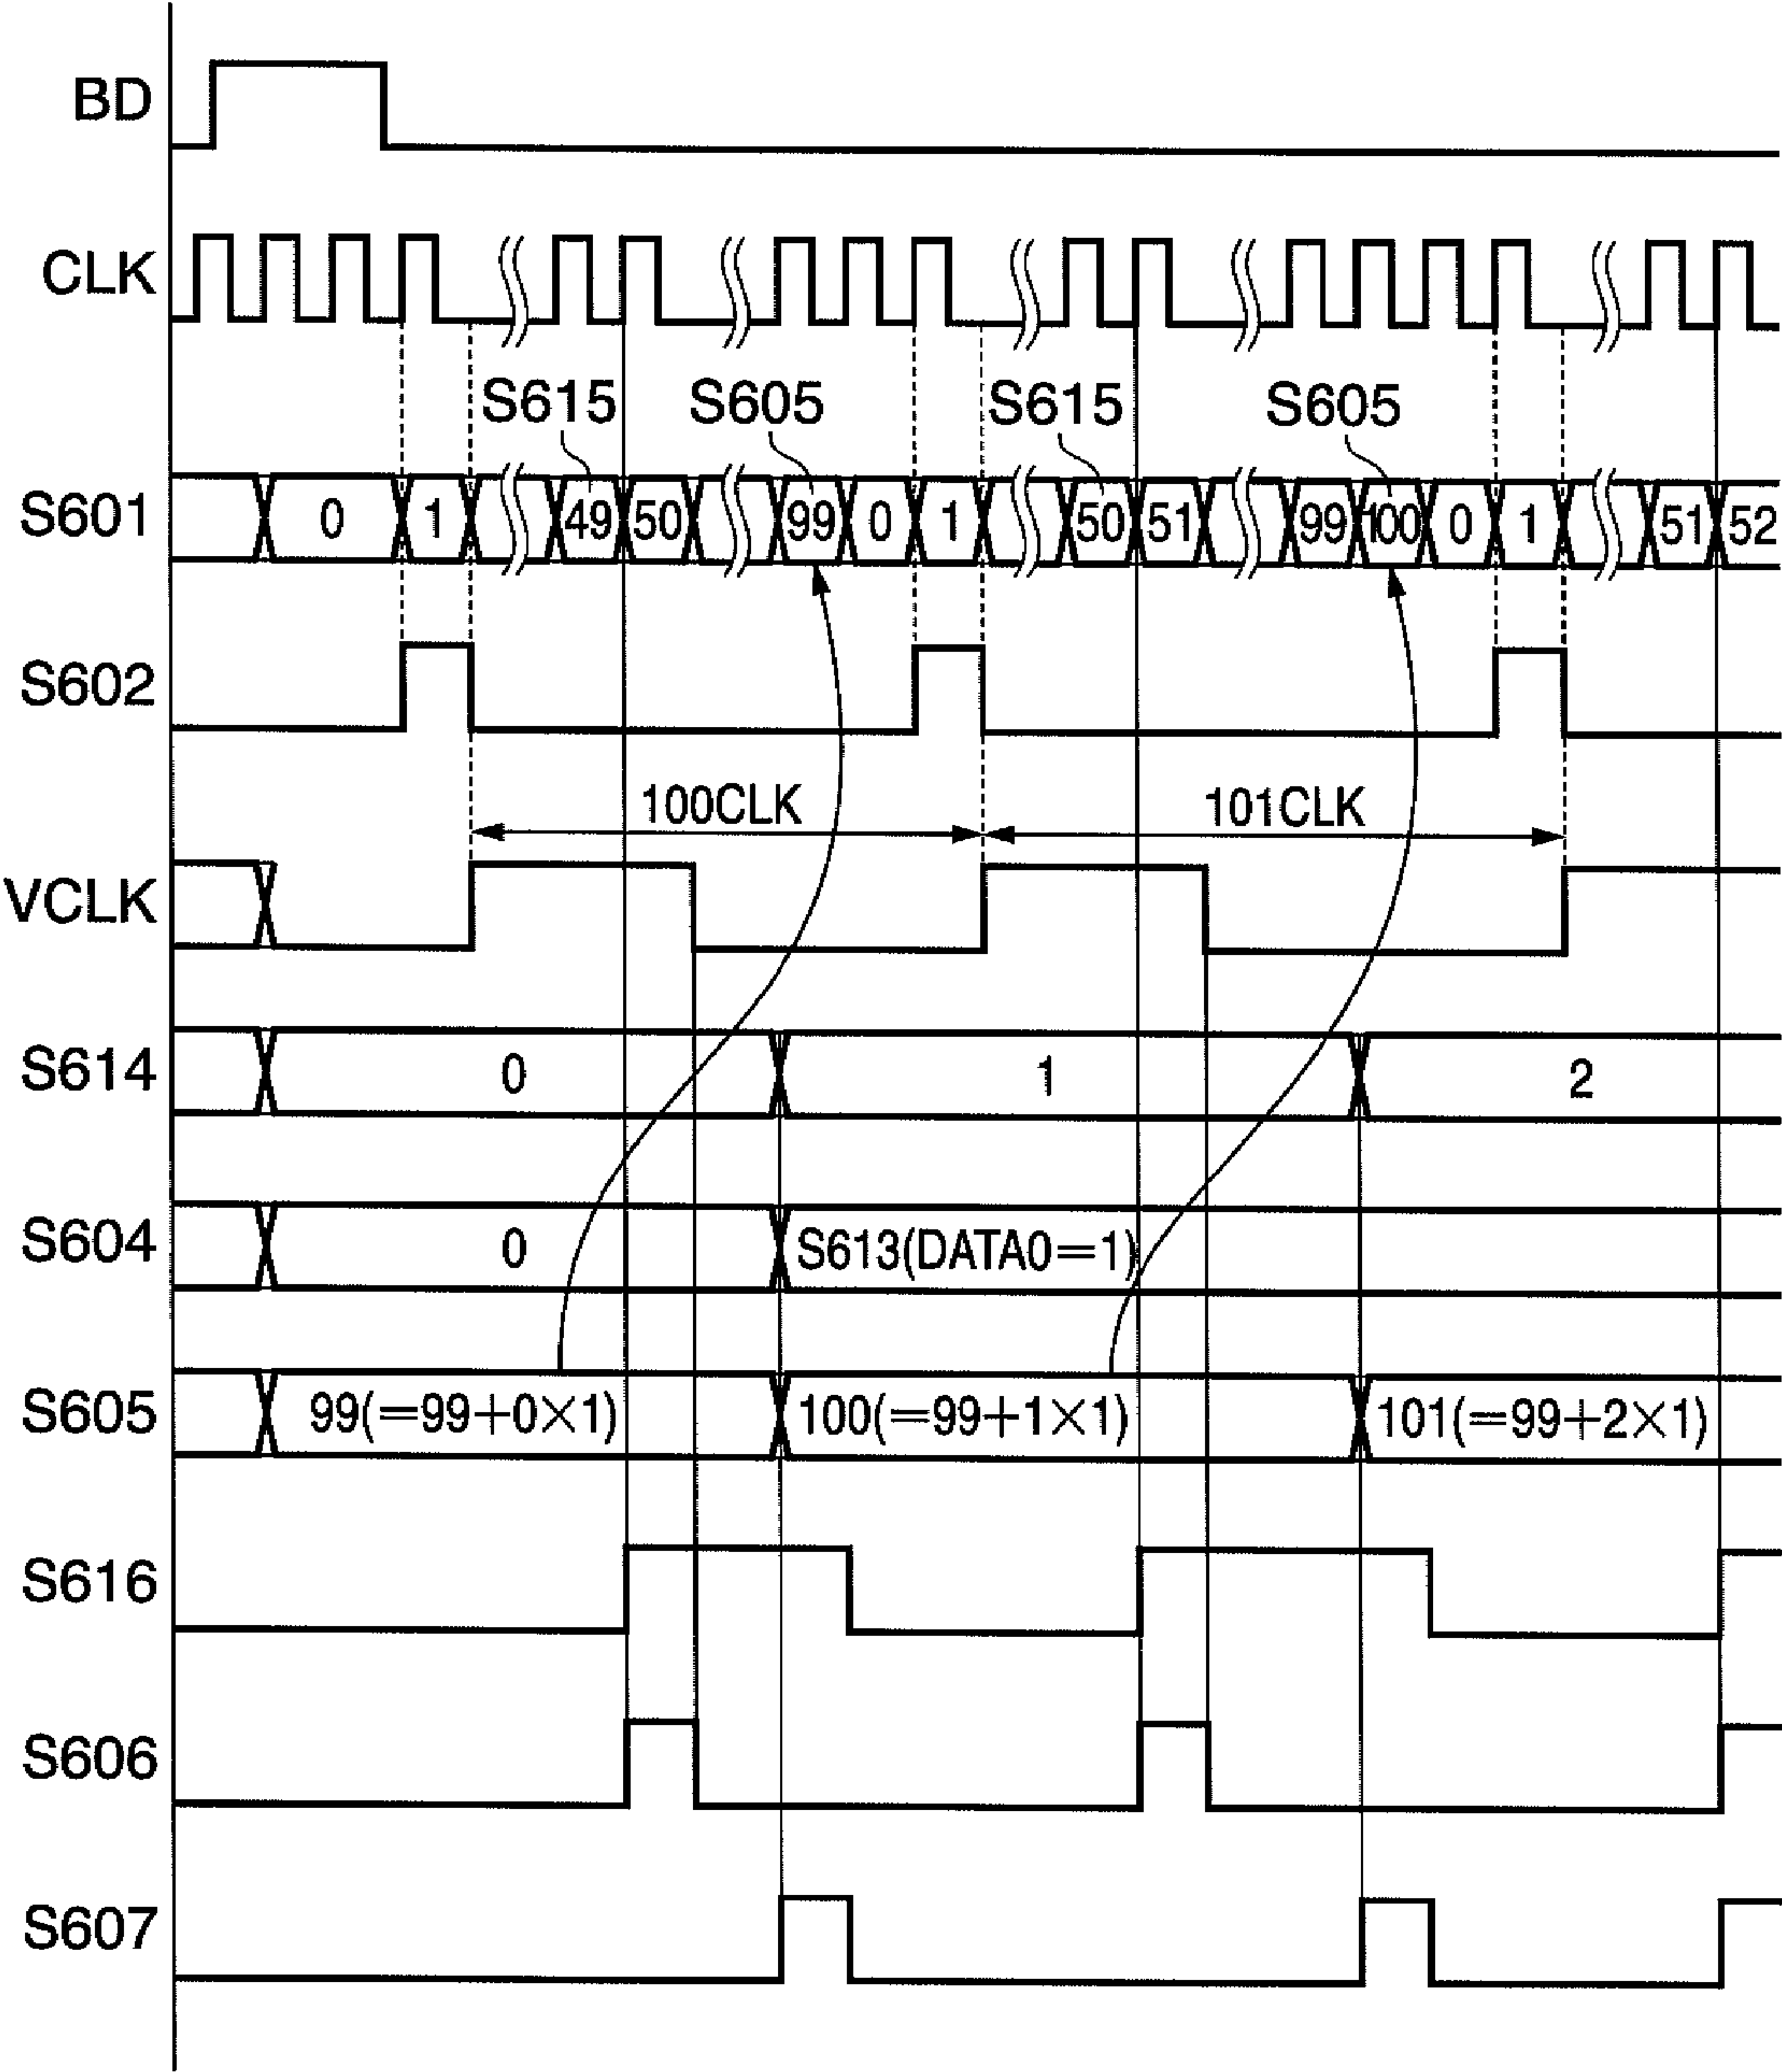 BD
CLK
S615 S605 S615 S605
S601 0 1 49 50 99 0 1 50 51 99 100 0 1 51 52
S602
100CLK 101CLK
VCLK
S614 0 1 2
S604 0 S613(DATA0=1)
S605 99(=99+0×1) 100(=99+1×1) 101(=99+2×1)
S616
S606
S607